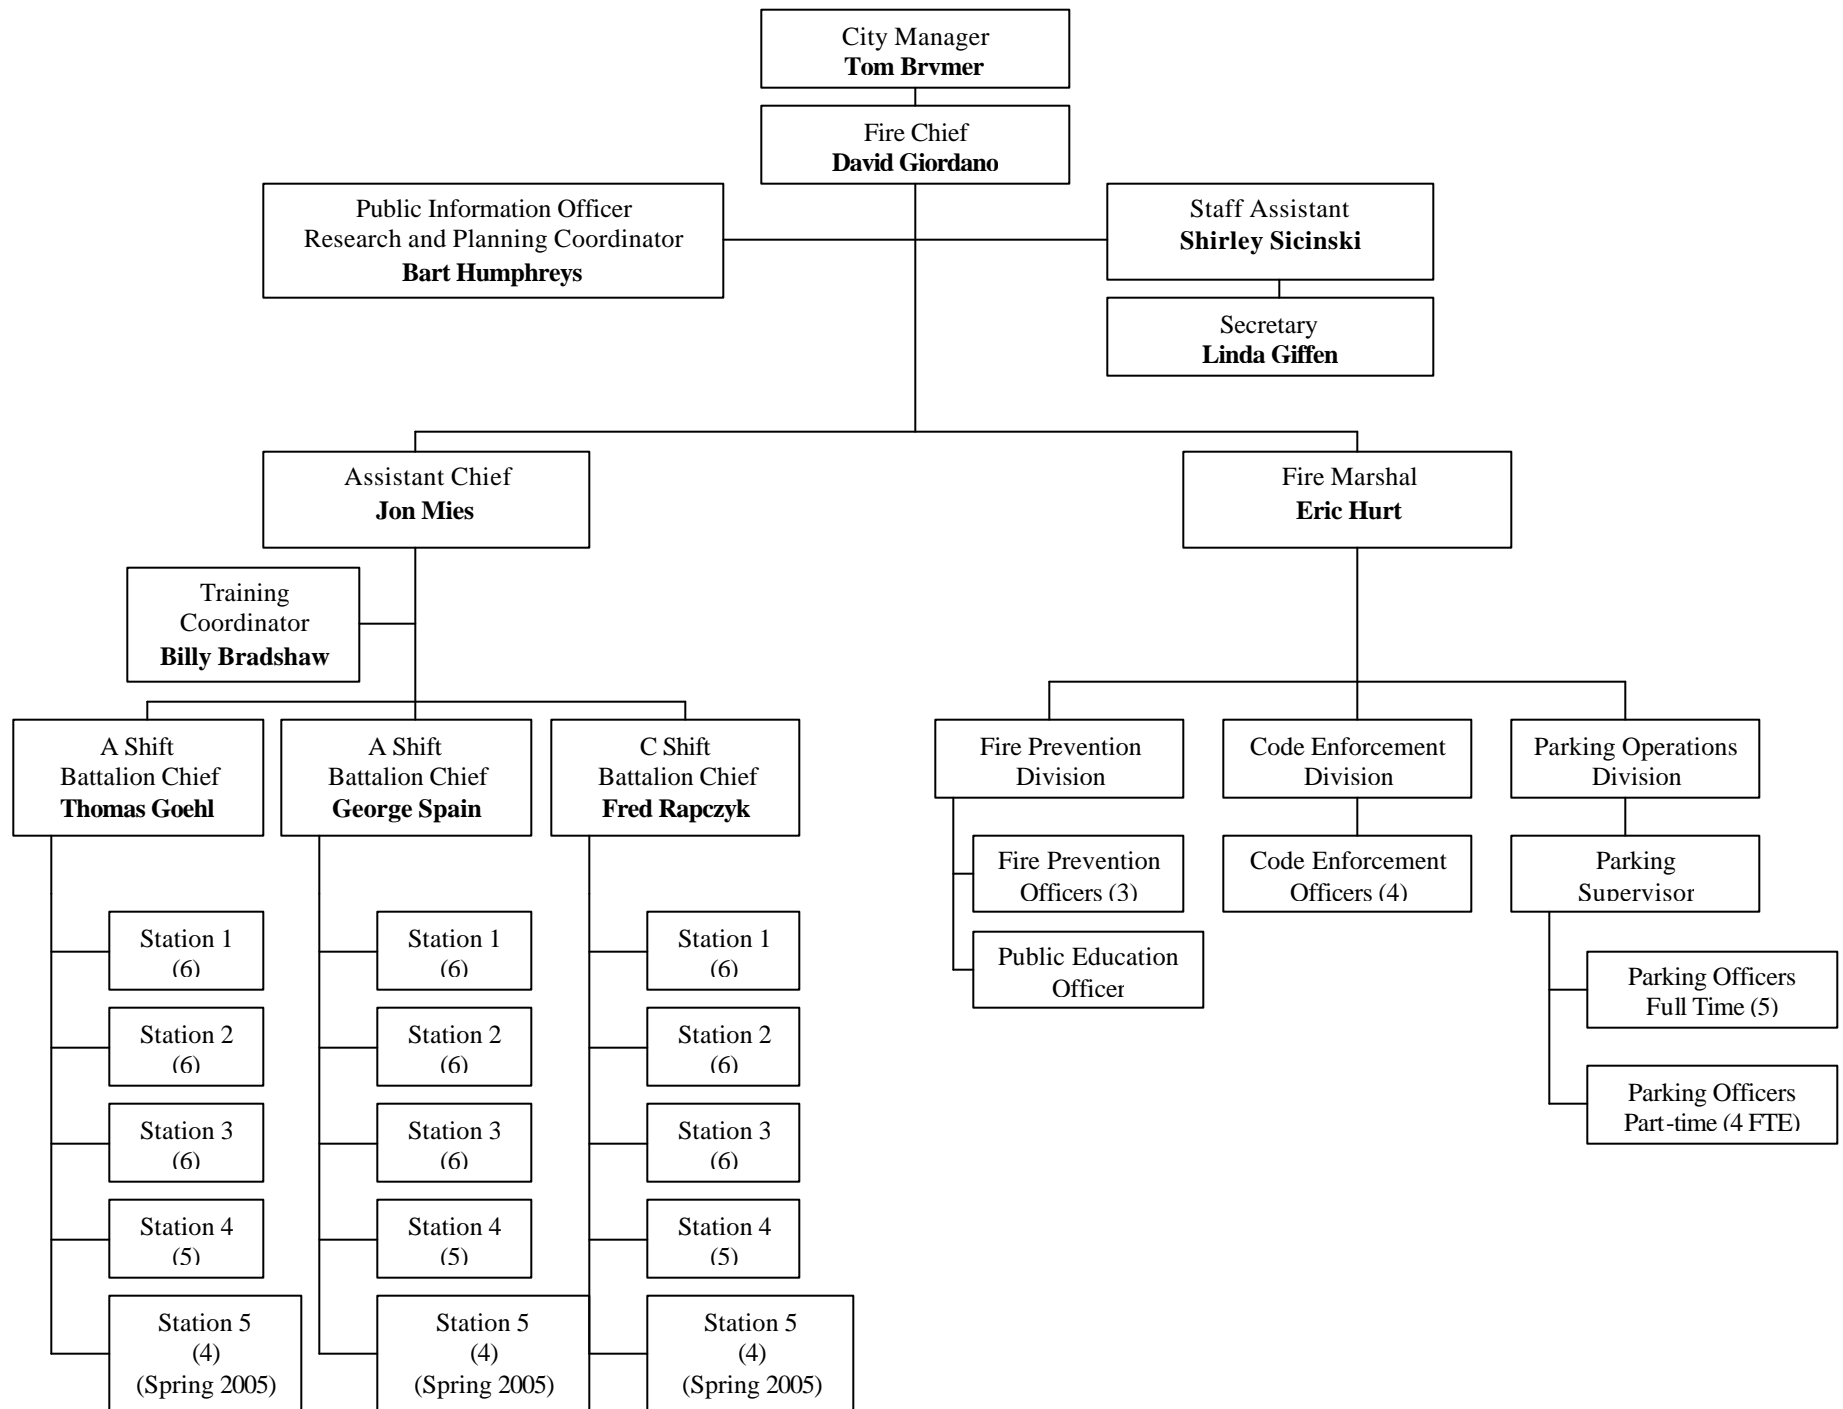 City Manager
Tom Brymer
Fire Chief
David Giordano
Public Information Officer
Research and Planning Coordinator
Bart Humphreys
Staff Assistant
Shirley Sicinski
Secretary
Linda Giffen
Assistant Chief
Jon Mies
Fire Marshal
Eric Hurt
Training
Coordinator
Billy Bradshaw
A Shift
Battalion Chief
Thomas Goehl
A Shift
Battalion Chief
George Spain
C Shift
Battalion Chief
Fred Rapczyk
Fire Prevention
Division
Code Enforcement
Division
Parking Operations
Division
Fire Prevention
Officers (3)
Public Education
Officer
Code Enforcement
Officers (4)
Parking
Supervisor
Parking Officers
Full Time (5)
Parking Officers
Part-time (4 FTE)
Station 1
(6)
Station 2
(6)
Station 3
(6)
Station 4
(5)
Station 5
(4)
(Spring 2005)
Station 1
(6)
Station 2
(6)
Station 3
(6)
Station 4
(5)
Station 5
(4)
(Spring 2005)
Station 1
(6)
Station 2
(6)
Station 3
(6)
Station 4
(5)
Station 5
(4)
(Spring 2005)